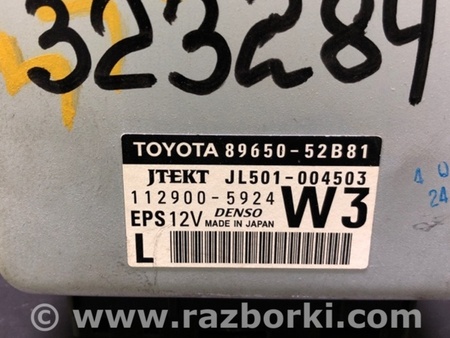 323284
TOYOTA 89650-52B81
JTEKT JL501-004503
112900-5924
EPS 12V DENSO MADE IN JAPAN
W3
L
24
www.razborki.com